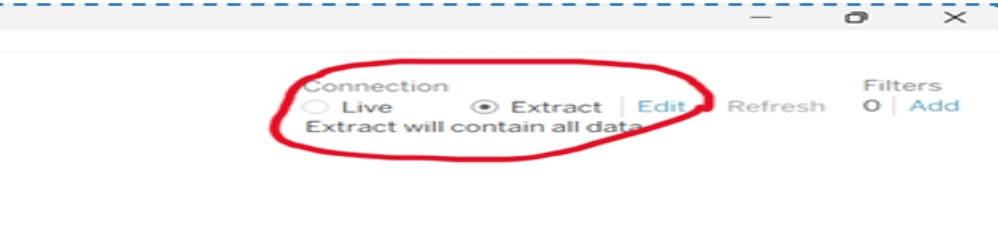 Connection Filters
Live Extract | Edit Refresh 0 | Add
Extract will contain all data